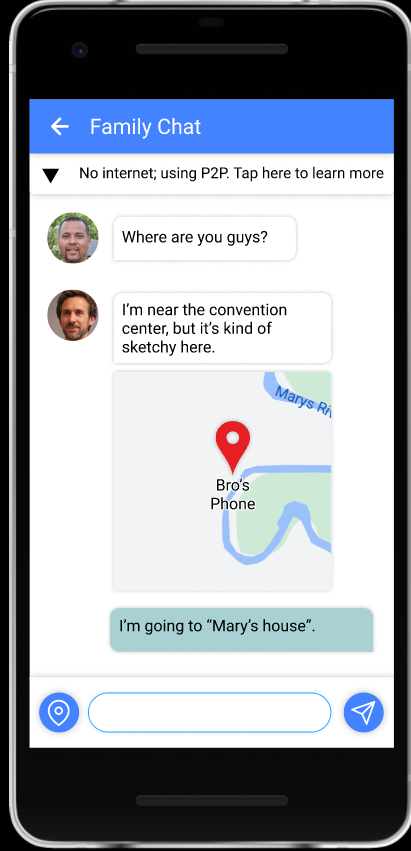 Family Chat
No internet; using P2P. Tap here to learn more
Where are you guys?
I'm near the convention
center, but it's kind of
sketchy here.
Marys
Bro's
Phone
I'm going to “Mary's house”.